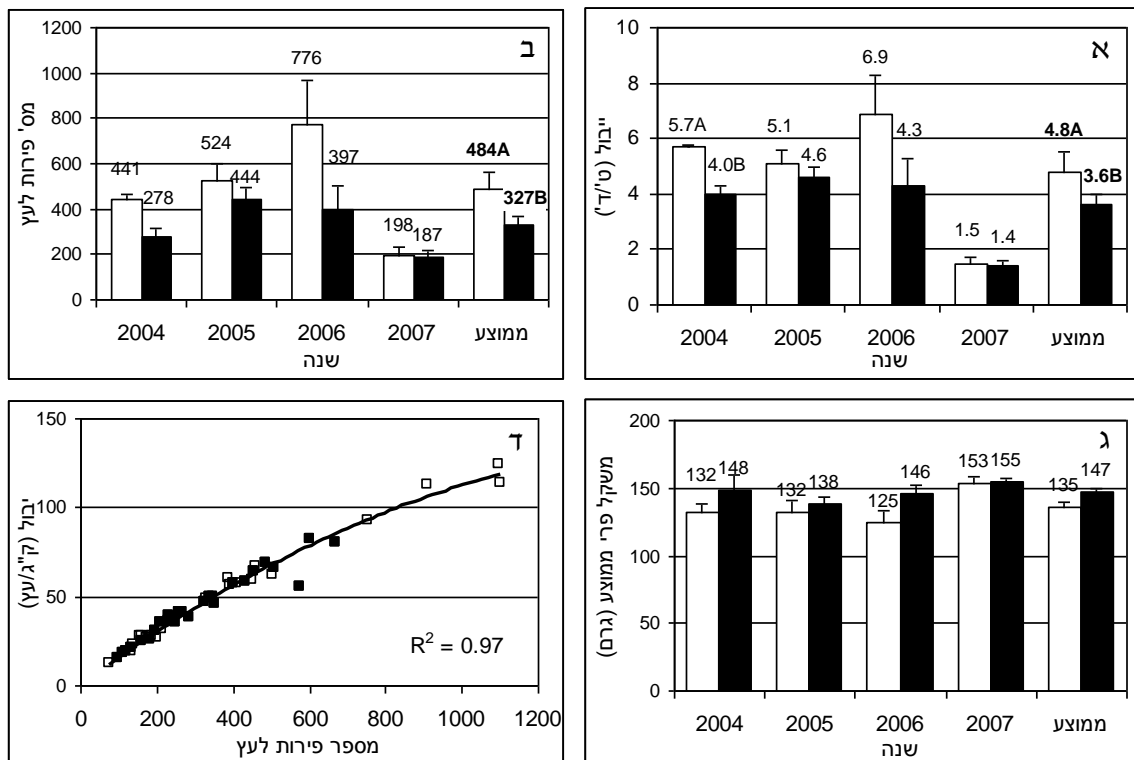 א
ייבול (ט'/ד')
10
8
6
4
2
0
5.7A
4.0B
5.1
4.6
6.9
4.3
1.5
1.4
4.8A
3.6B
2004 2005 2006 2007 ממוצע
שנה
ב
מס' פירות לעץ
1200
1000
800
600
400
200
0
441
278
524
444
776
397
198
187
484A
327B
2004 2005 2006 2007 ממוצע
שנה
ג
משקל פרי ממוצע (גרם)
200
150
100
50
0
132 148
132 138
125
146
153 155
135
147
2004 2005 2006 2007 ממוצע
שנה
ד
יבול (ק"ג/עץ)
150
100
50
0
R² = 0.97
0 200 400 600 800 1000 1200
מספר פירות לעץ